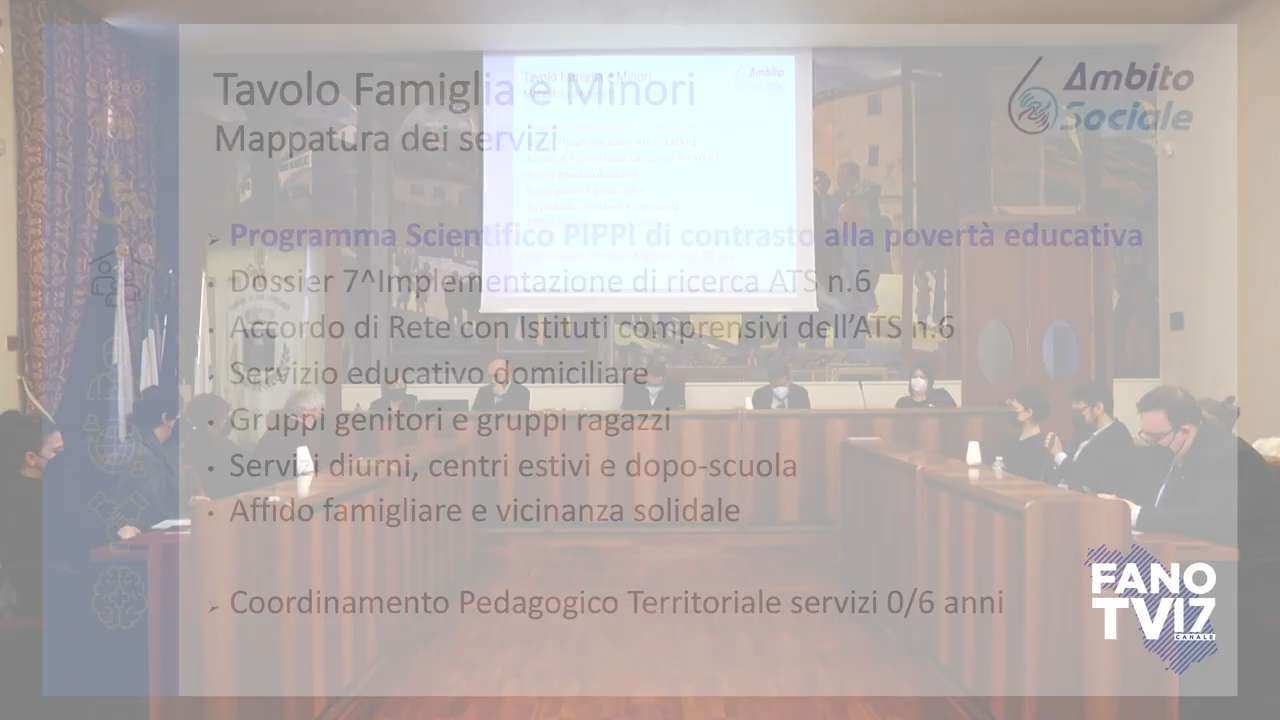 Tavolo Famiglia e Minori
Mappatura dei servizi
Ambito
Sociale
Programma Scientifico PIPPI di contrasto alla povertà educativa
Dossier 7^Implementazione di ricerca ATS n.6
Accordo di Rete con Istituti comprensivi dell'ATS n.6
Servizio educativo domiciliare
Gruppi genitori e gruppi ragazzi
Servizi diurni, centri estivi e dopo-scuola
Affido famigliare e vicinanza solidale
Coordinamento Pedagogico Territoriale servizi 0/6 anni
FANO
TV17
CANALE